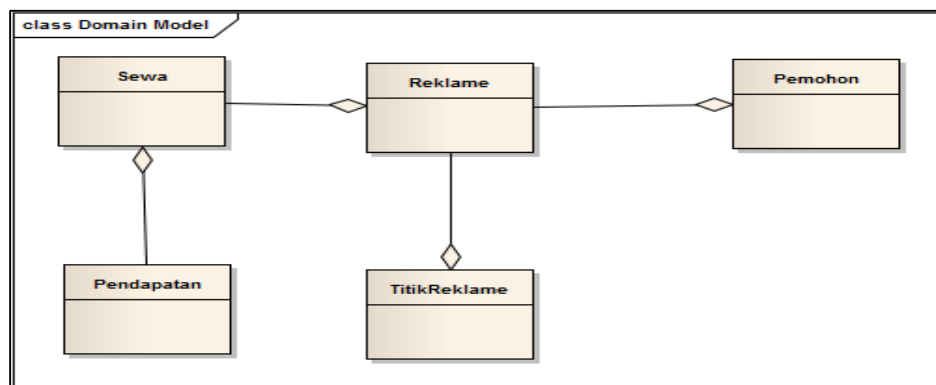 class Domain Model
Sewa
Reklame
Pemohon
Pendapatan
TitikReklame